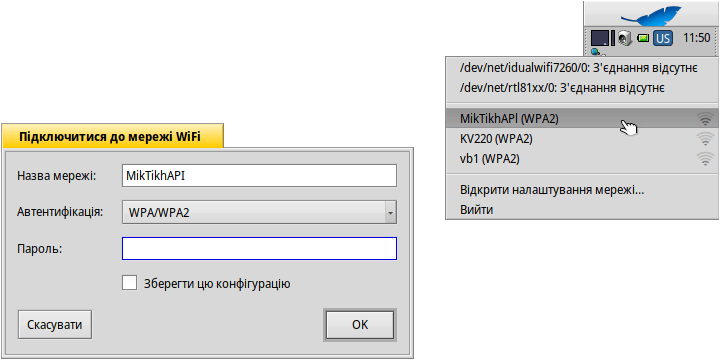 US 11:50
/dev/net/idualwifi7260/0: З'єднання відсутнє
/dev/net/rtl81xx/0: З'єднання відсутнє
MikTikhAPI (WPA2)
KV220 (WPA2)
vb1 (WPA2)
Відкрити налаштування мережі...
Вийти
Підключитися до мережі WiFi
Назва мережі: MikTikhAPI
Автентифікація: WPA/WPA2
Пароль:
Зберегти цю конфігурацію
Скасувати OK